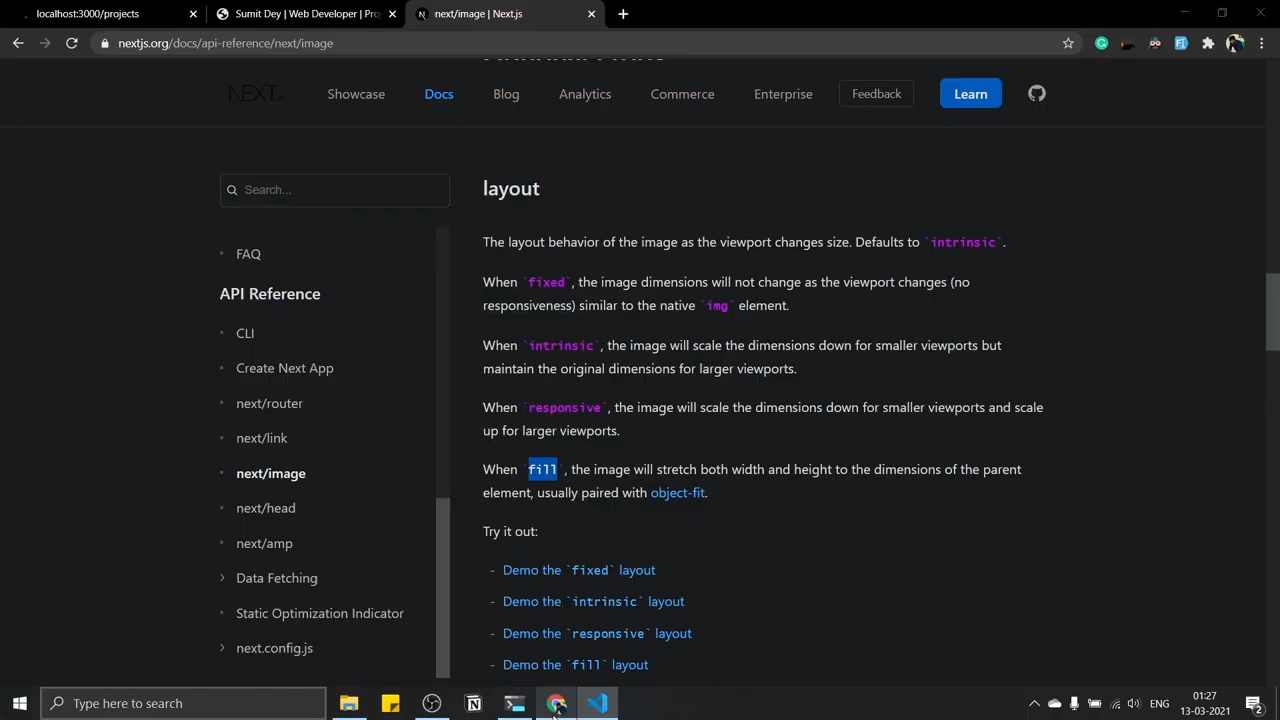 localhost:3000/projects
Sumit Dey | Web Developer | Pro
next/image | Next.js
nextjs.org/docs/api-reference/next/image
NEXT
Showcase
Docs
Blog
Analytics
Commerce
Enterprise
Feedback
Learn
Search...
FAQ
API Reference
CLI
Create Next App
next/router
next/link
next/image
next/head
next/amp
Data Fetching
Static Optimization Indicator
next.config.js
layout
The layout behavior of the image as the viewport changes size. Defaults to `intrinsic`.
When `fixed`, the image dimensions will not change as the viewport changes (no
responsiveness) similar to the native `img` element.
When `intrinsic`, the image will scale the dimensions down for smaller viewports but
maintain the original dimensions for larger viewports.
When `responsive`, the image will scale the dimensions down for smaller viewports and scale
up for larger viewports.
When `fill`, the image will stretch both width and height to the dimensions of the parent
element, usually paired with object-fit.
Try it out:
- Demo the `fixed` layout
- Demo the `intrinsic` layout
- Demo the `responsive` layout
- Demo the `fill` layout
Type here to search
ENG
01:27
13-03-2021
2